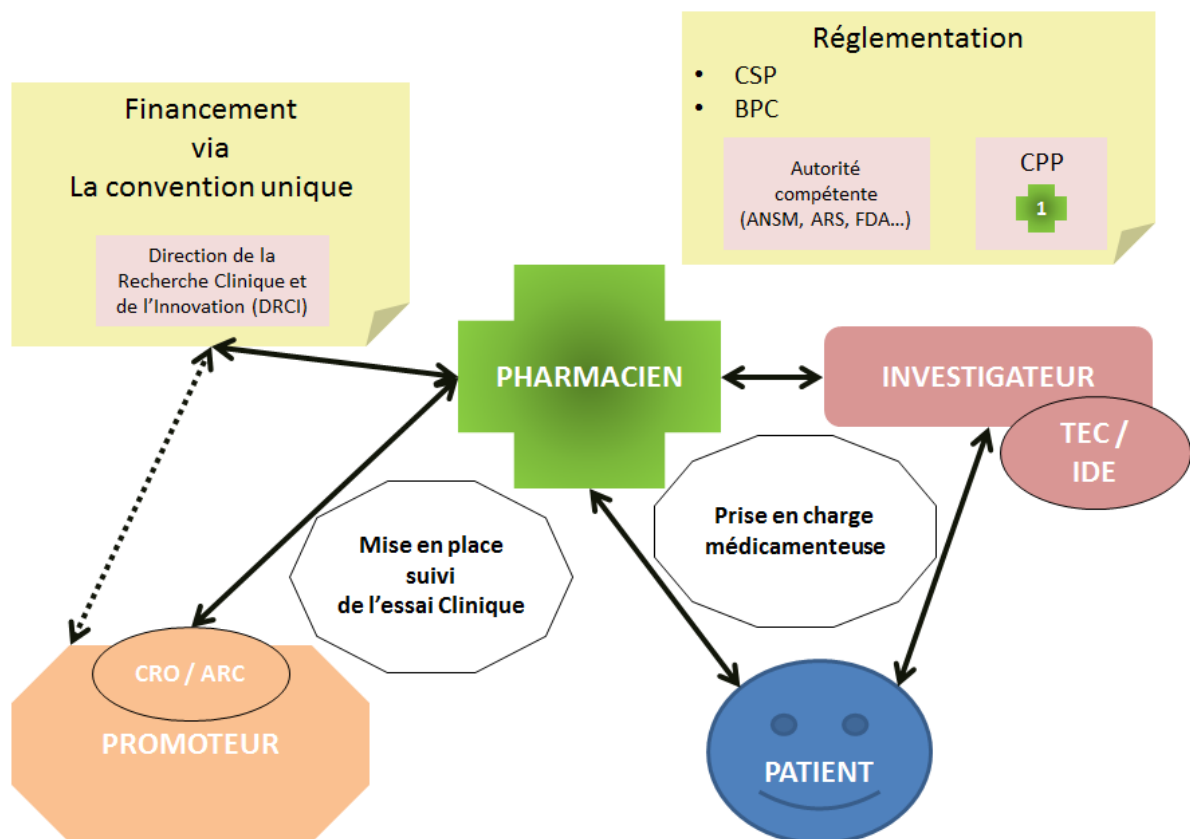 Financement
via
La convention unique
Direction de la
Recherche Clinique et
de l'Innovation (DRCI)
Réglementation
• CSP
• BPC
Autorité
compétente
(ANSM, ARS, FDA...)
CPP
1
PHARMACIEN
INVESTIGATEUR
TEC /
IDE
Mise en place
suivi
de l'essai Clinique
Prise en charge
médicamenteuse
CRO / ARC
PROMOTEUR
PATIENT